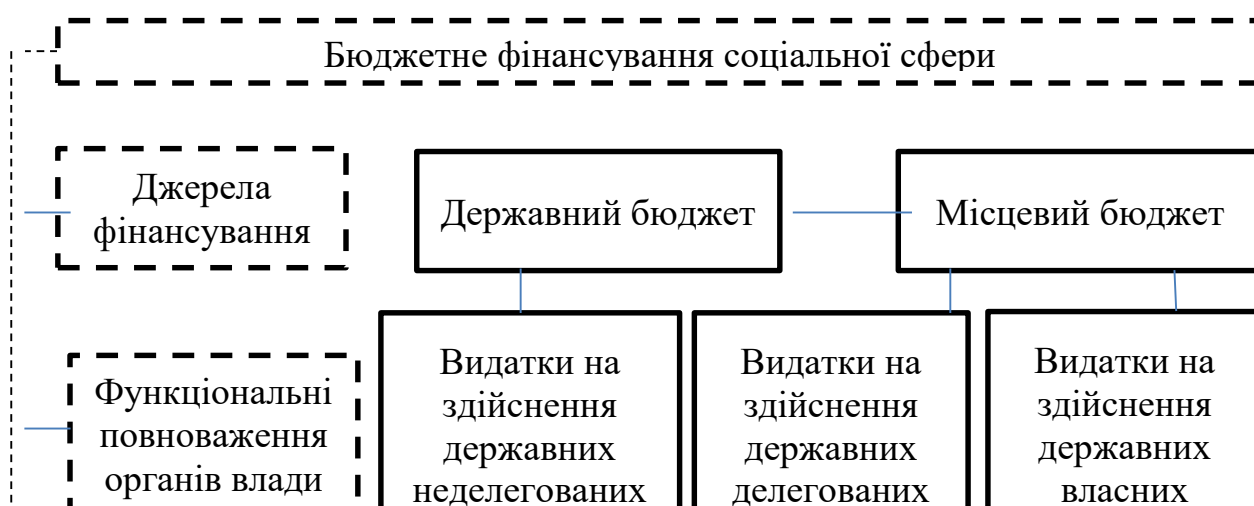 Бюджетне фінансування соціальної сфери
Джерела
фінансування
Державний бюджет
Місцевий бюджет
Функціональні
повноваження
органів влади
Видатки на
здійснення
державних
неделегованих
Видатки на
здійснення
державних
делегованих
Видатки на
здійснення
державних
власних